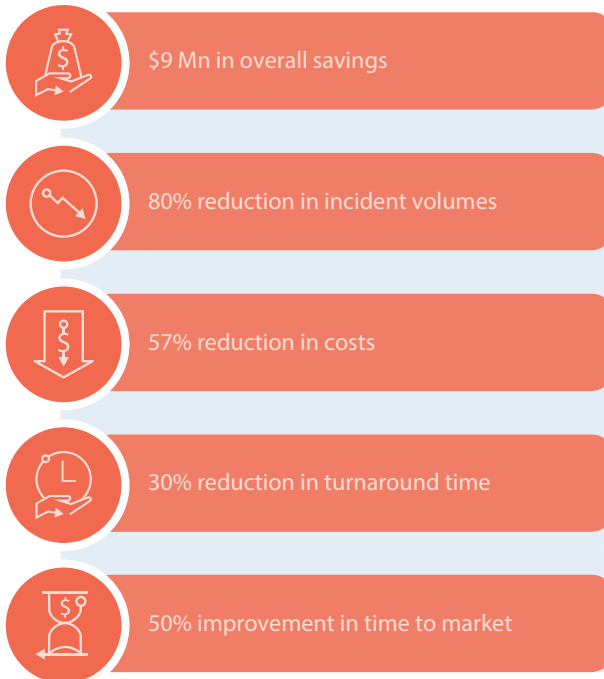 $9 Mn in overall savings
80% reduction in incident volumes
57% reduction in costs
30% reduction in turnaround time
50% improvement in time to market